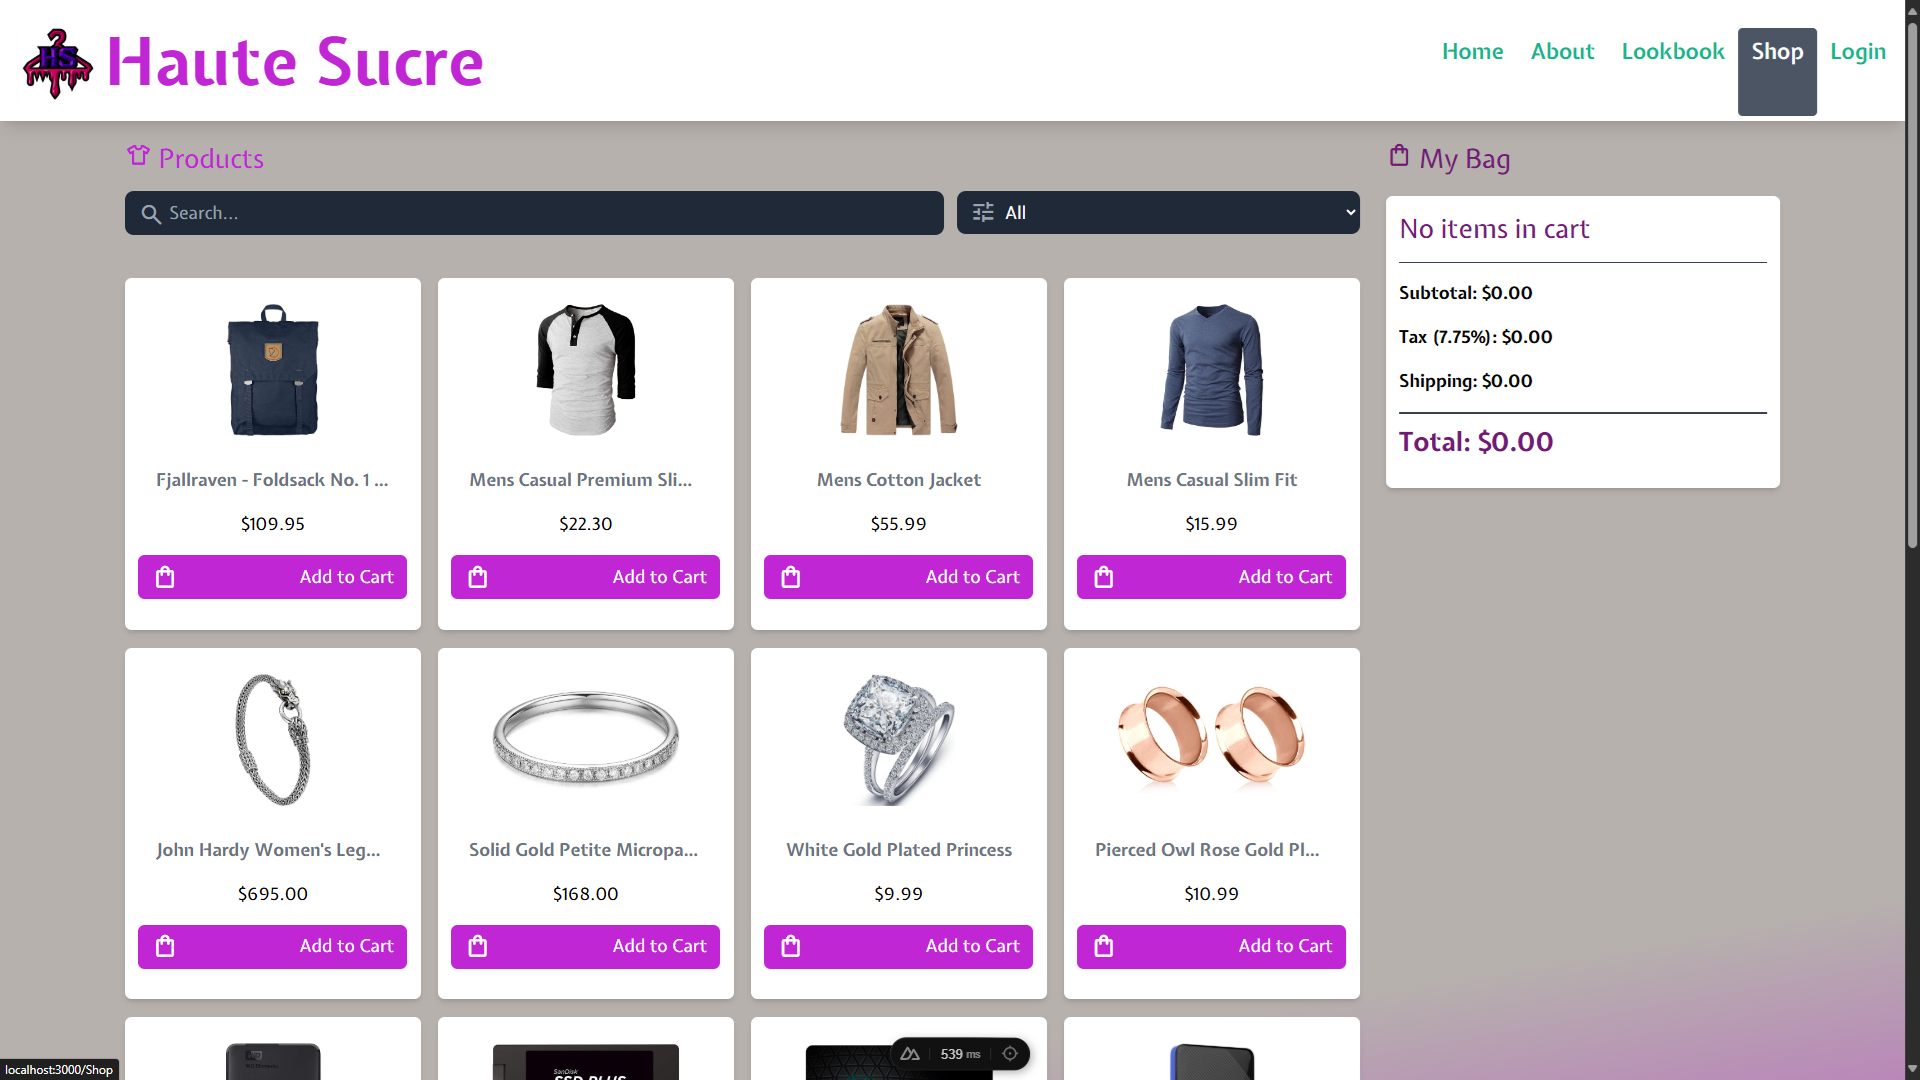 HS
Haute Sucre
Home
About
Lookbook
Shop
Login
Products
My Bag
Search...
All
No items in cart
Subtotal: $0.00
Tax (7.75%): $0.00
Shipping: $0.00
Total: $0.00
Fjallraven - Foldsack No. 1 ...
Mens Casual Premium Sli...
Mens Cotton Jacket
Mens Casual Slim Fit
$109.95
$22.30
$55.99
$15.99
Add to Cart
Add to Cart
Add to Cart
Add to Cart
John Hardy Women's Leg...
Solid Gold Petite Micropa...
White Gold Plated Princess
Pierced Owl Rose Gold Pl...
$695.00
$168.00
$9.99
$10.99
Add to Cart
Add to Cart
Add to Cart
Add to Cart
SanDisk
SSD PLUS
539 ms
localhost:3000/Shop